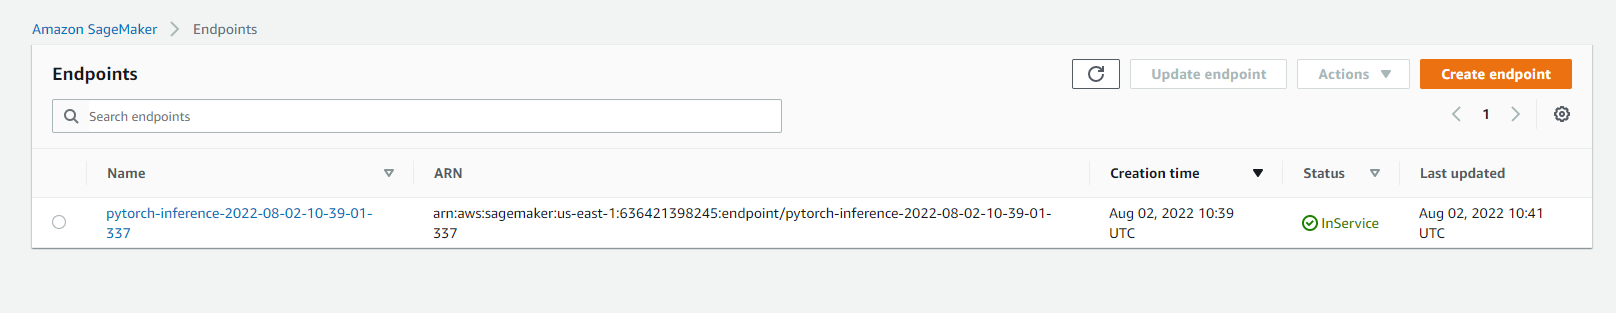 Amazon SageMaker > Endpoints
Endpoints
Update endpoint
Actions
Create endpoint
Search endpoints
1
Name
ARN
Creation time
Status
Last updated
pytorch-inference-2022-08-02-10-39-01-
337
arn:aws:sagemaker:us-east-1:636421398245:endpoint/pytorch-inference-2022-08-02-10-39-01-
337
Aug 02, 2022 10:39
UTC
InService
Aug 02, 2022 10:41
UTC